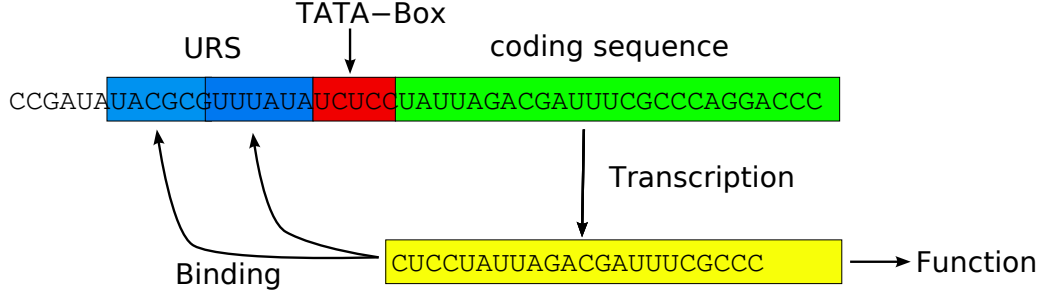 TATA−Box
URS
coding sequence
CCGAUAUACGCGUUUAUAUCUCCUAUUAGACGAUUUCGCCCAGGACCC
Transcription
CUCCUAUUAGACGAUUUCGCCC
Function
Binding